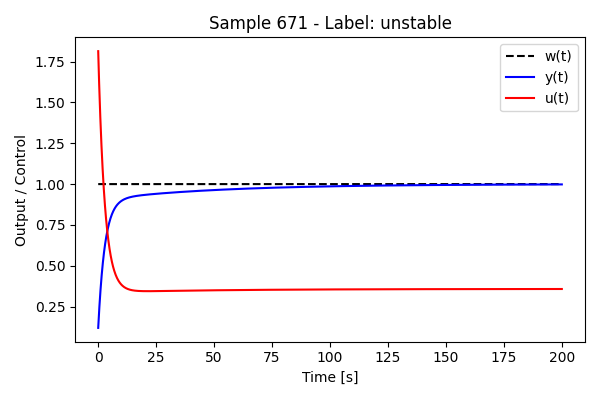 Sample 671 - Label: unstable
w(t)
y(t)
u(t)
Output / Control
1.75
1.50
1.25
1.00
0.75
0.50
0.25
0 25 50 75 100 125 150 175 200
Time [s]